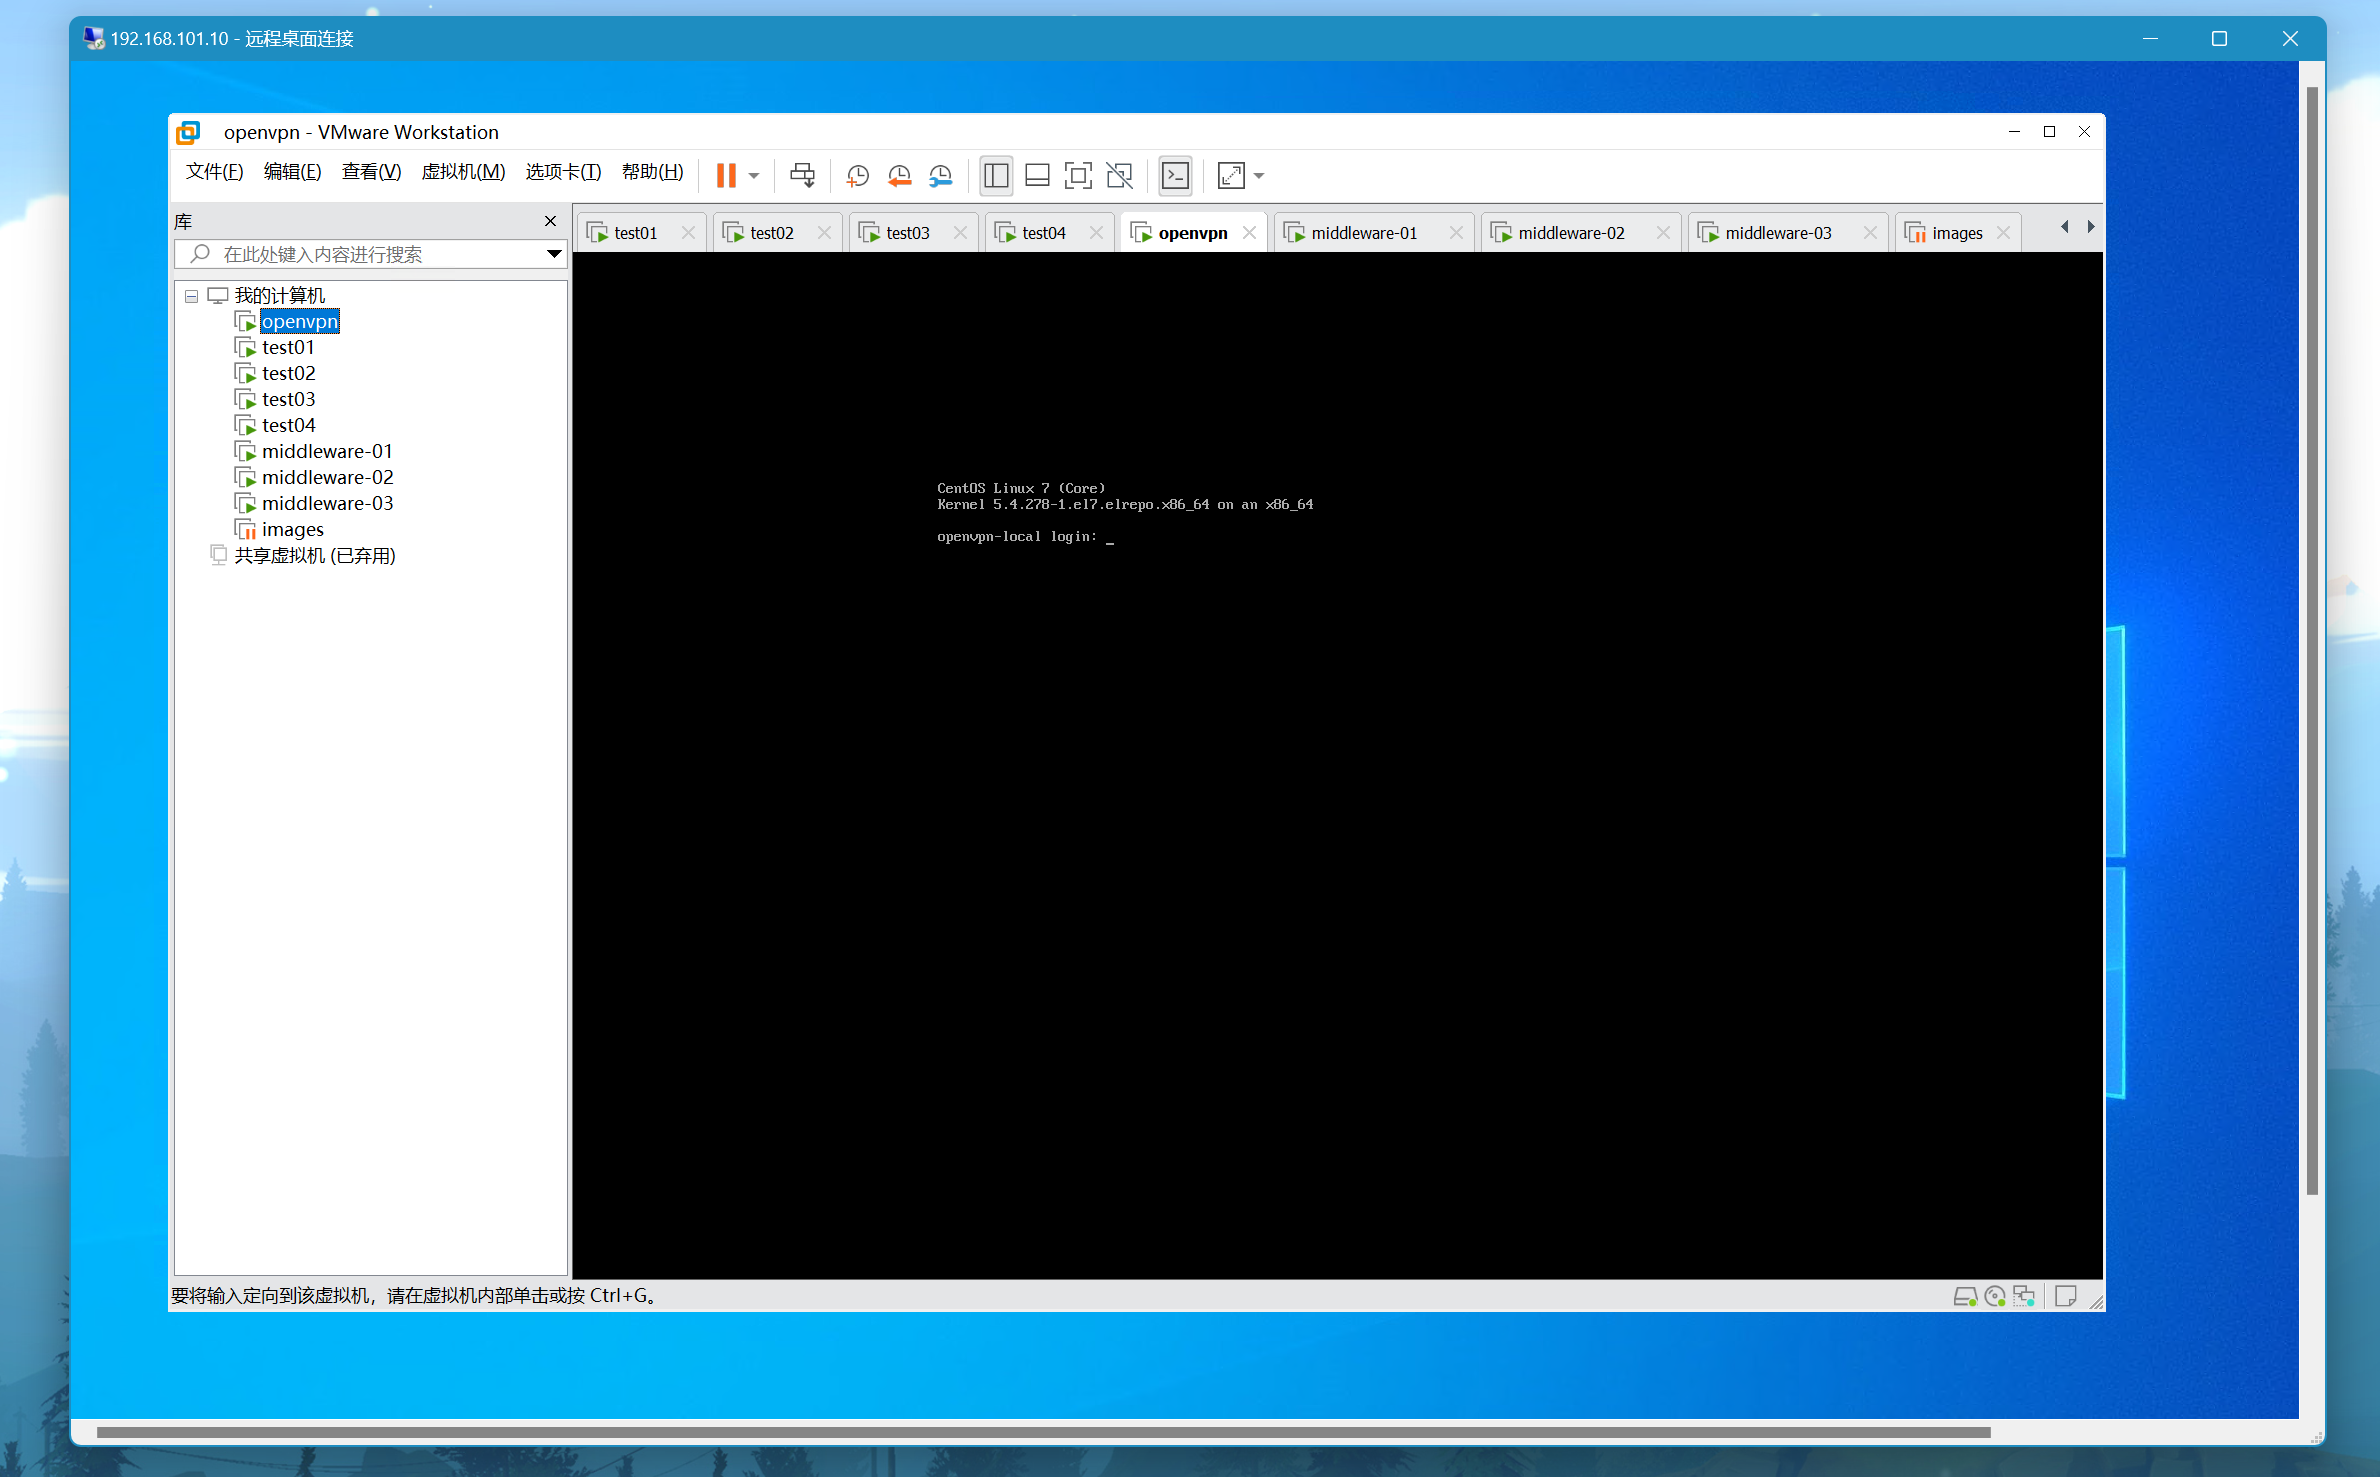 192.168.101.10 - 远程桌面连接
openvpn - VMware Workstation
文件(F) 编辑(E) 查看(V) 虚拟机(M) 选项卡(T) 帮助(H)
库
在此处键入内容进行搜索
我的计算机
openvpn
test01
test02
test03
test04
middleware-01
middleware-02
middleware-03
images
共享虚拟机 (已弃用)
test01 test02 test03 test04 openvpn middleware-01 middleware-02 middleware-03 images
CentOS Linux 7 (Core)
Kernel 5.4.278-1.el7.elrepo.x86_64 on an x86_64
openvpn-local login: _
要将输入定向到该虚拟机，请在虚拟机内部单击或按 Ctrl+G。